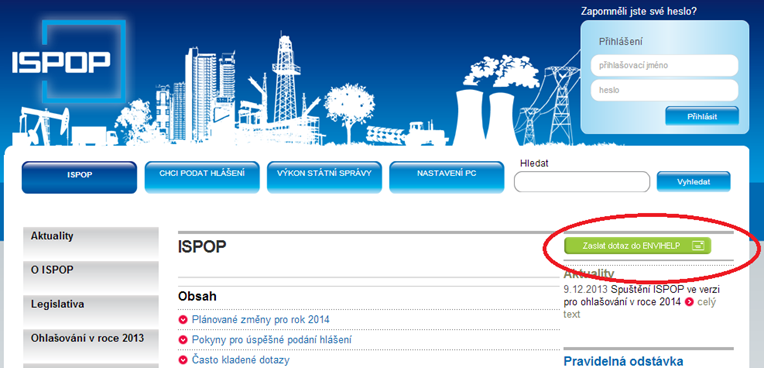 Zapomněli jste své heslo?
ISPOP
Přihlášení
přihlašovací jméno
heslo
Přihlásit
ISPOP
CHCI PODAT HLÁŠENÍ
VÝKON STÁTNÍ SPRÁVY
NASTAVENÍ PC
Hledat
Vyhledat
Aktuality
O ISPOP
Legislativa
Ohlašování v roce 2013
ISPOP
Obsah
Plánované změny pro rok 2014
Pokyny pro úspěšné podání hlášení
Často kladené dotazy
Zaslat dotaz do ENVIHELP
Aktuality
9.12.2013 Spuštění ISPOP ve verzi
pro ohlašování v roce 2014 celý
text
Pravidelná odstávka